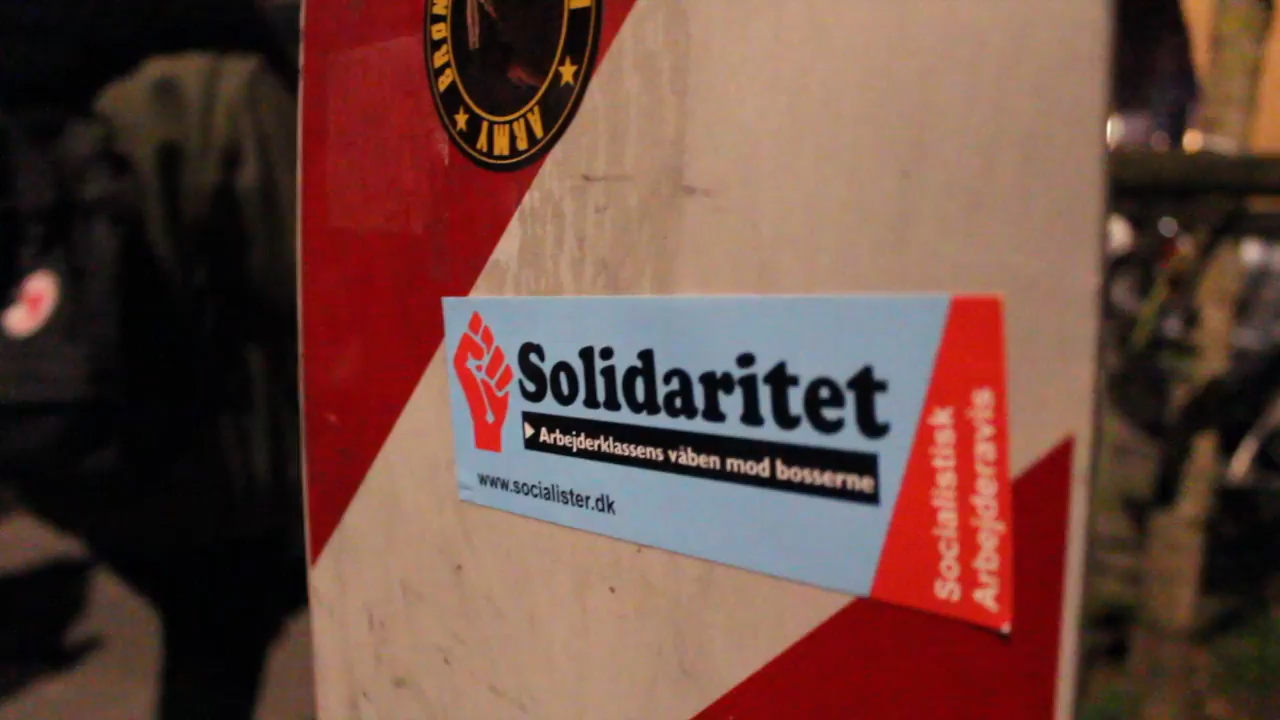 ARMY
Solidaritet
Arbejderklassens våben mod bosserne
www.socialister.dk
Socialistisk
Arbejderavis